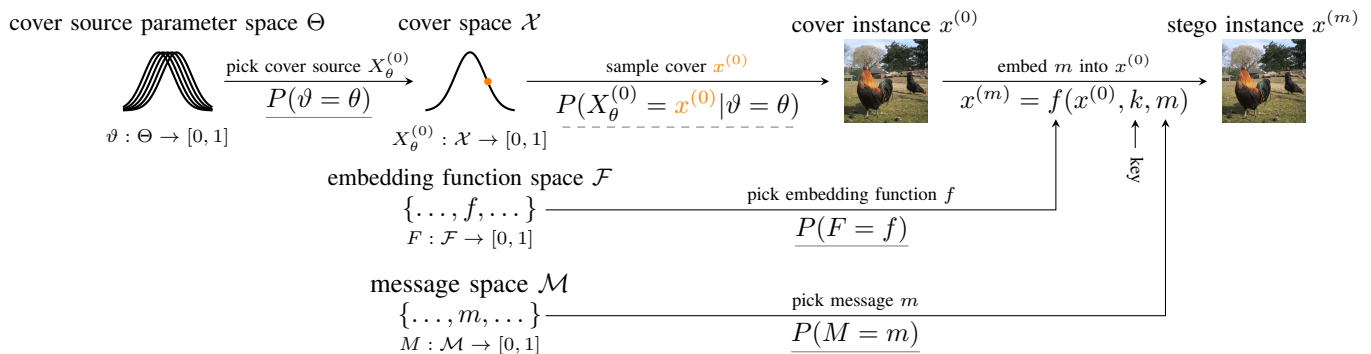 cover source parameter space Θ
cover space 𝒳
cover instance x^(0)
stego instance x^(m)
pick cover source X_θ^(0)
P(ϑ = θ)
sample cover x^(0)
P(X_θ^(0) = x^(0)|ϑ = θ)
embed m into x^(0)
x^(m) = f(x^(0), k, m)
ϑ : Θ → [0, 1]
X_θ^(0) : 𝒳 → [0, 1]
key
embedding function space ℱ
{. . . , f, . . . }
F : ℱ → [0, 1]
pick embedding function f
P(F = f)
message space ℳ
{. . . , m, . . . }
M : ℳ → [0, 1]
pick message m
P(M = m)